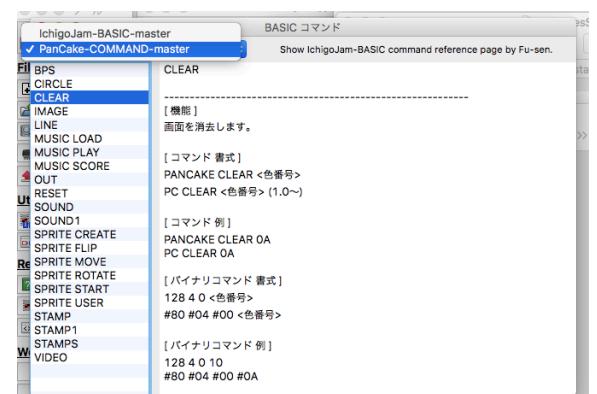 BASIC コマンド
IchigoJam-BASIC-master
✓ PanCake-COMMAND-master
Show IchigoJam-BASIC command reference page by Fu-sen.
BPS
CIRCLE
CLEAR
IMAGE
LINE
MUSIC LOAD
MUSIC PLAY
MUSIC SCORE
OUT
RESET
SOUND
SOUND1
SPRITE CREATE
SPRITE FLIP
SPRITE MOVE
SPRITE ROTATE
SPRITE START
SPRITE USER
STAMP
STAMP1
STAMPS
VIDEO
CLEAR
----------------------------------------------------------------
[ 機能 ]
画面を消去します。
[ コマンド 書式 ]
PANCAKE CLEAR <色番号>
PC CLEAR <色番号> (1.0〜)
[ コマンド 例 ]
PANCAKE CLEAR 0A
PC CLEAR 0A
[ バイナリコマンド 書式 ]
128 4 0 <色番号>
#80 #04 #00 <色番号>
[ バイナリコマンド 例 ]
128 4 0 10
#80 #04 #00 #0A